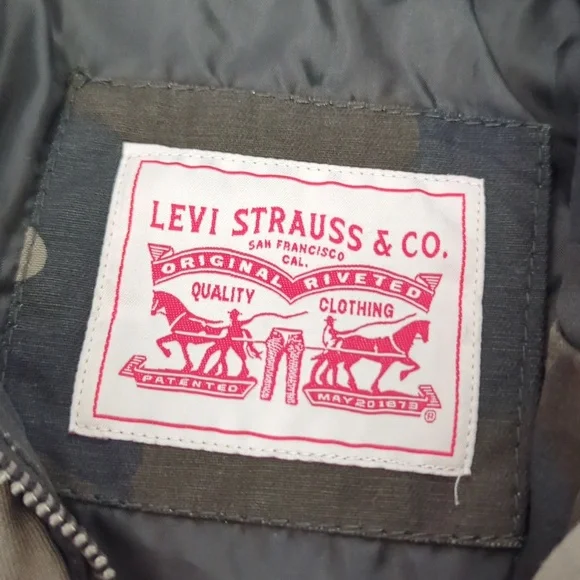 LEVI STRAUSS & CO.
SAN FRANCISCO
CAL.
ORIGINAL RIVETED
QUALITY CLOTHING
PATENTED MAY 20 1873
®